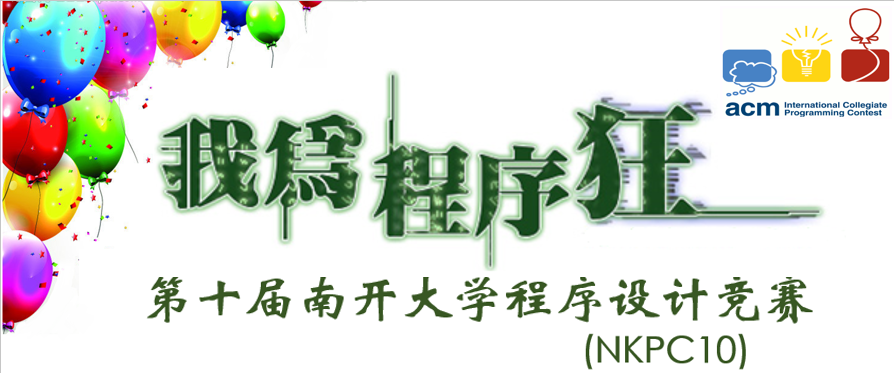 acm International Collegiate
Programming Contest
我為程序狂
第十届南开大学程序设计竞赛
(NKPC10)